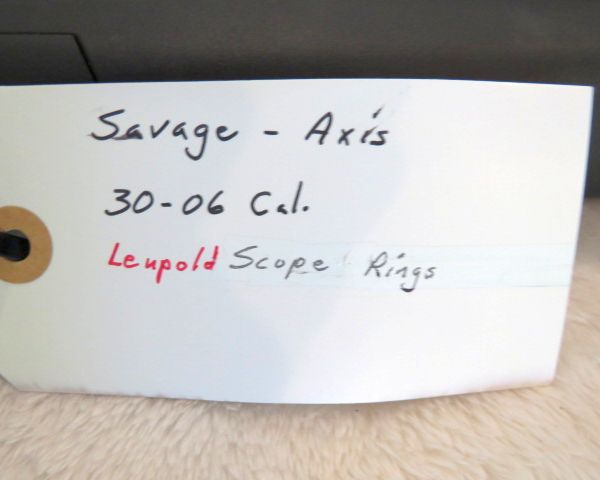 Savage - Axis
30-06 Cal.
Leupold Scope Rings